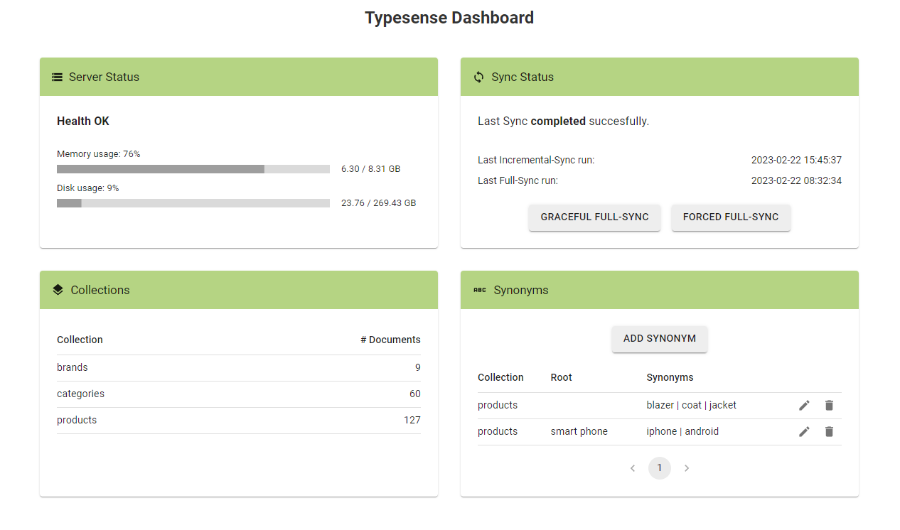 Typesense Dashboard
Server Status
Health OK
Memory usage: 76%
6.30 / 8.31 GB
Disk usage: 9%
23.76 / 269.43 GB
Sync Status
Last Sync completed succesfully.
Last Incremental-Sync run: 2023-02-22 15:45:37
Last Full-Sync run: 2023-02-22 08:32:34
GRACEFUL FULL-SYNC FORCED FULL-SYNC
Collections
Collection # Documents
brands 9
categories 60
products 127
ABC Synonyms
ADD SYNONYM
Collection Root Synonyms
products blazer | coat | jacket
products smart phone iphone | android
1